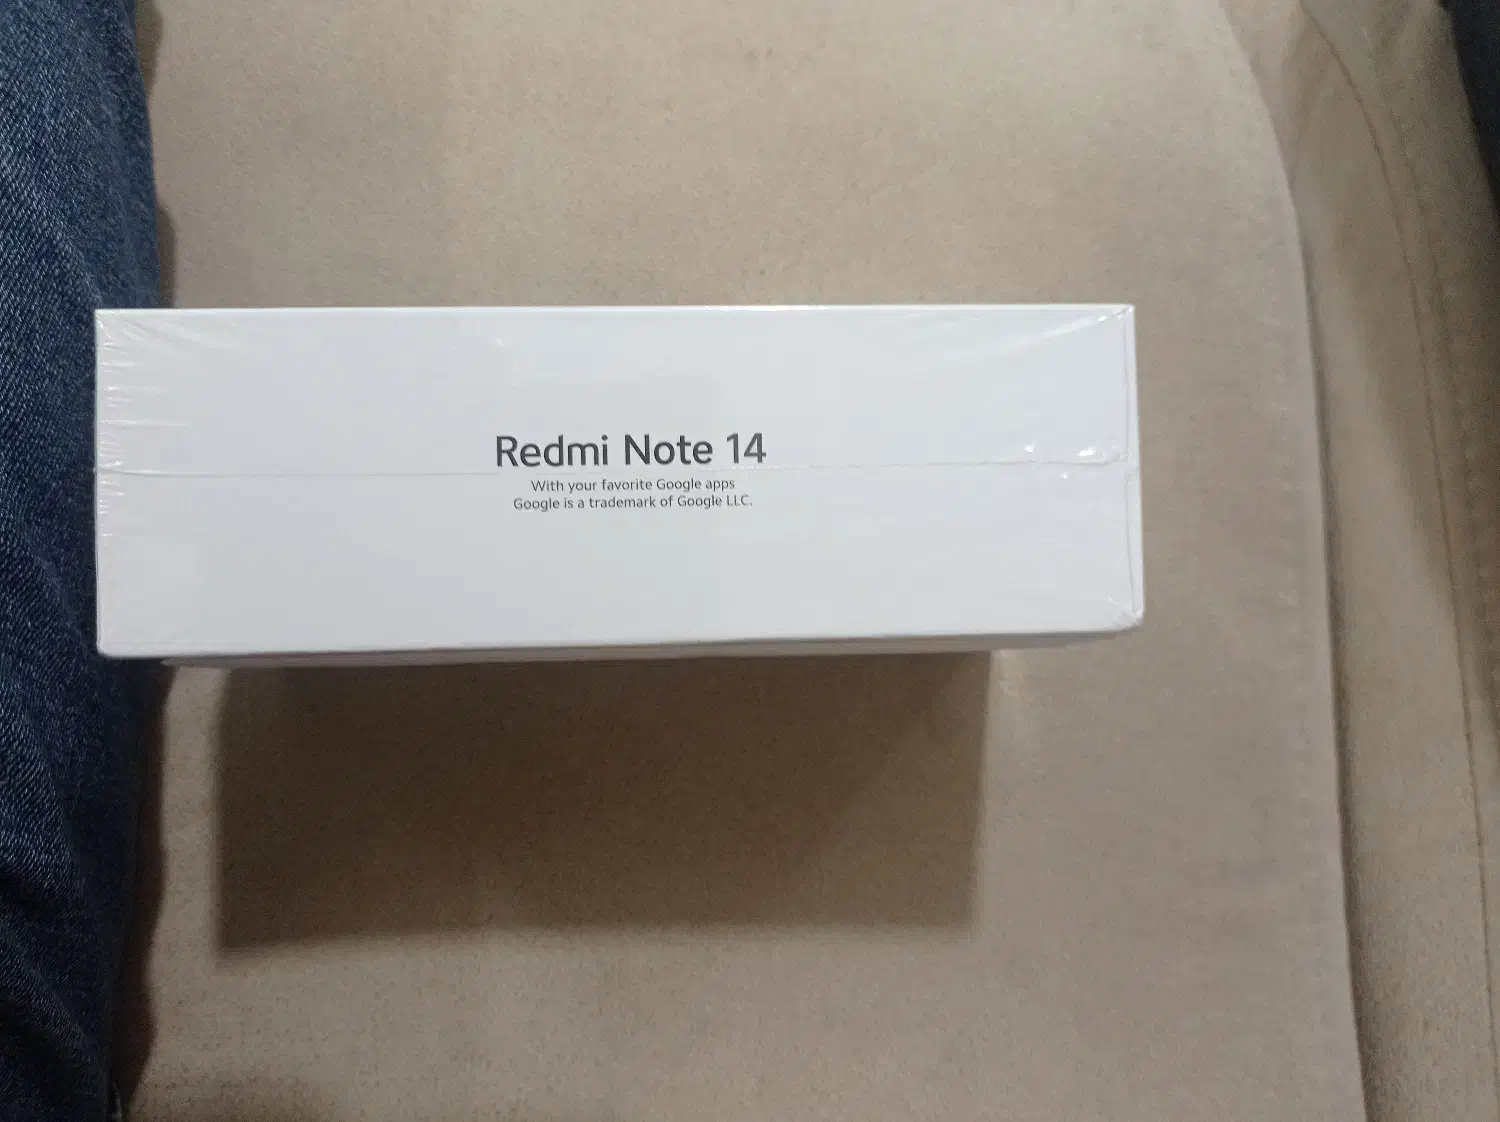 Redmi Note 14
With your favorite Google apps
Google is a trademark of Google LLC.